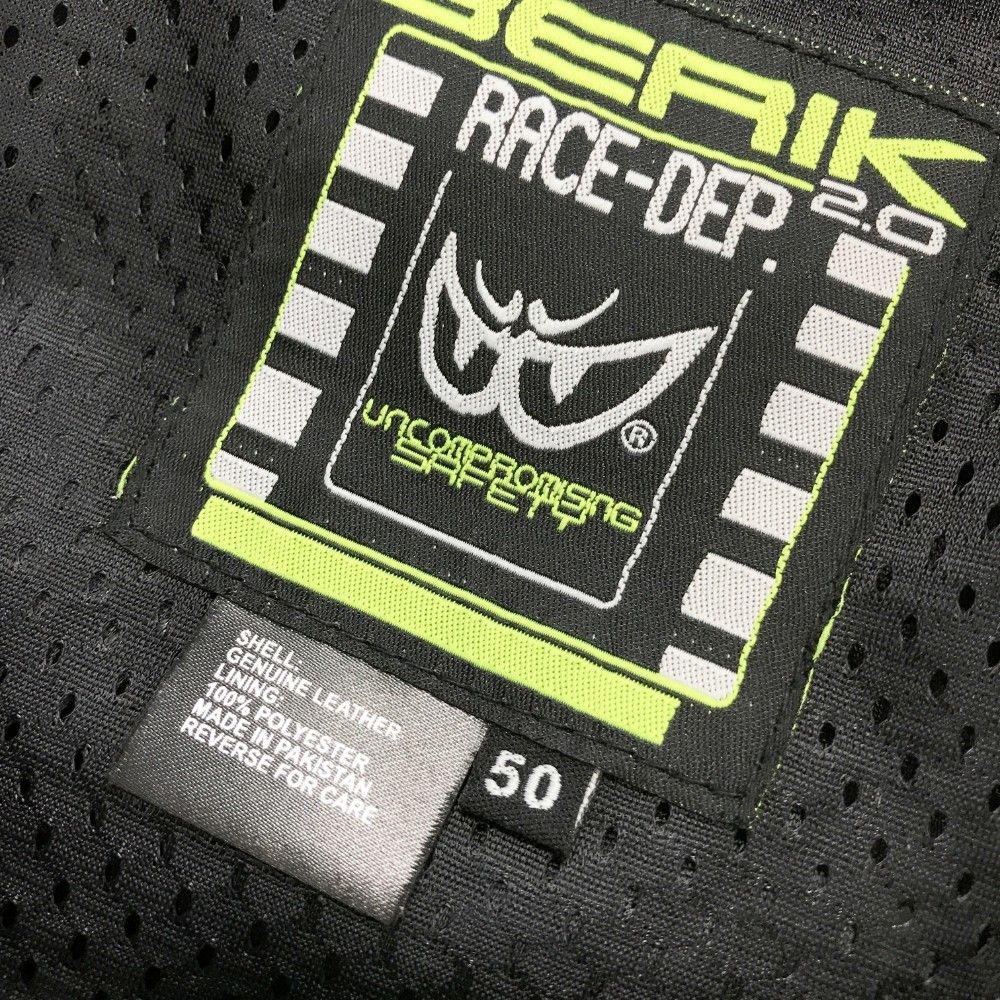 BERIK
2.0
RACE-DEP.
®
UNCOMPROMISING
SAFETY
SHELL:
GENUINE LEATHER
LINING
100% POLYESTER
MADE IN PAKISTAN
REVERSE FOR CARE
50